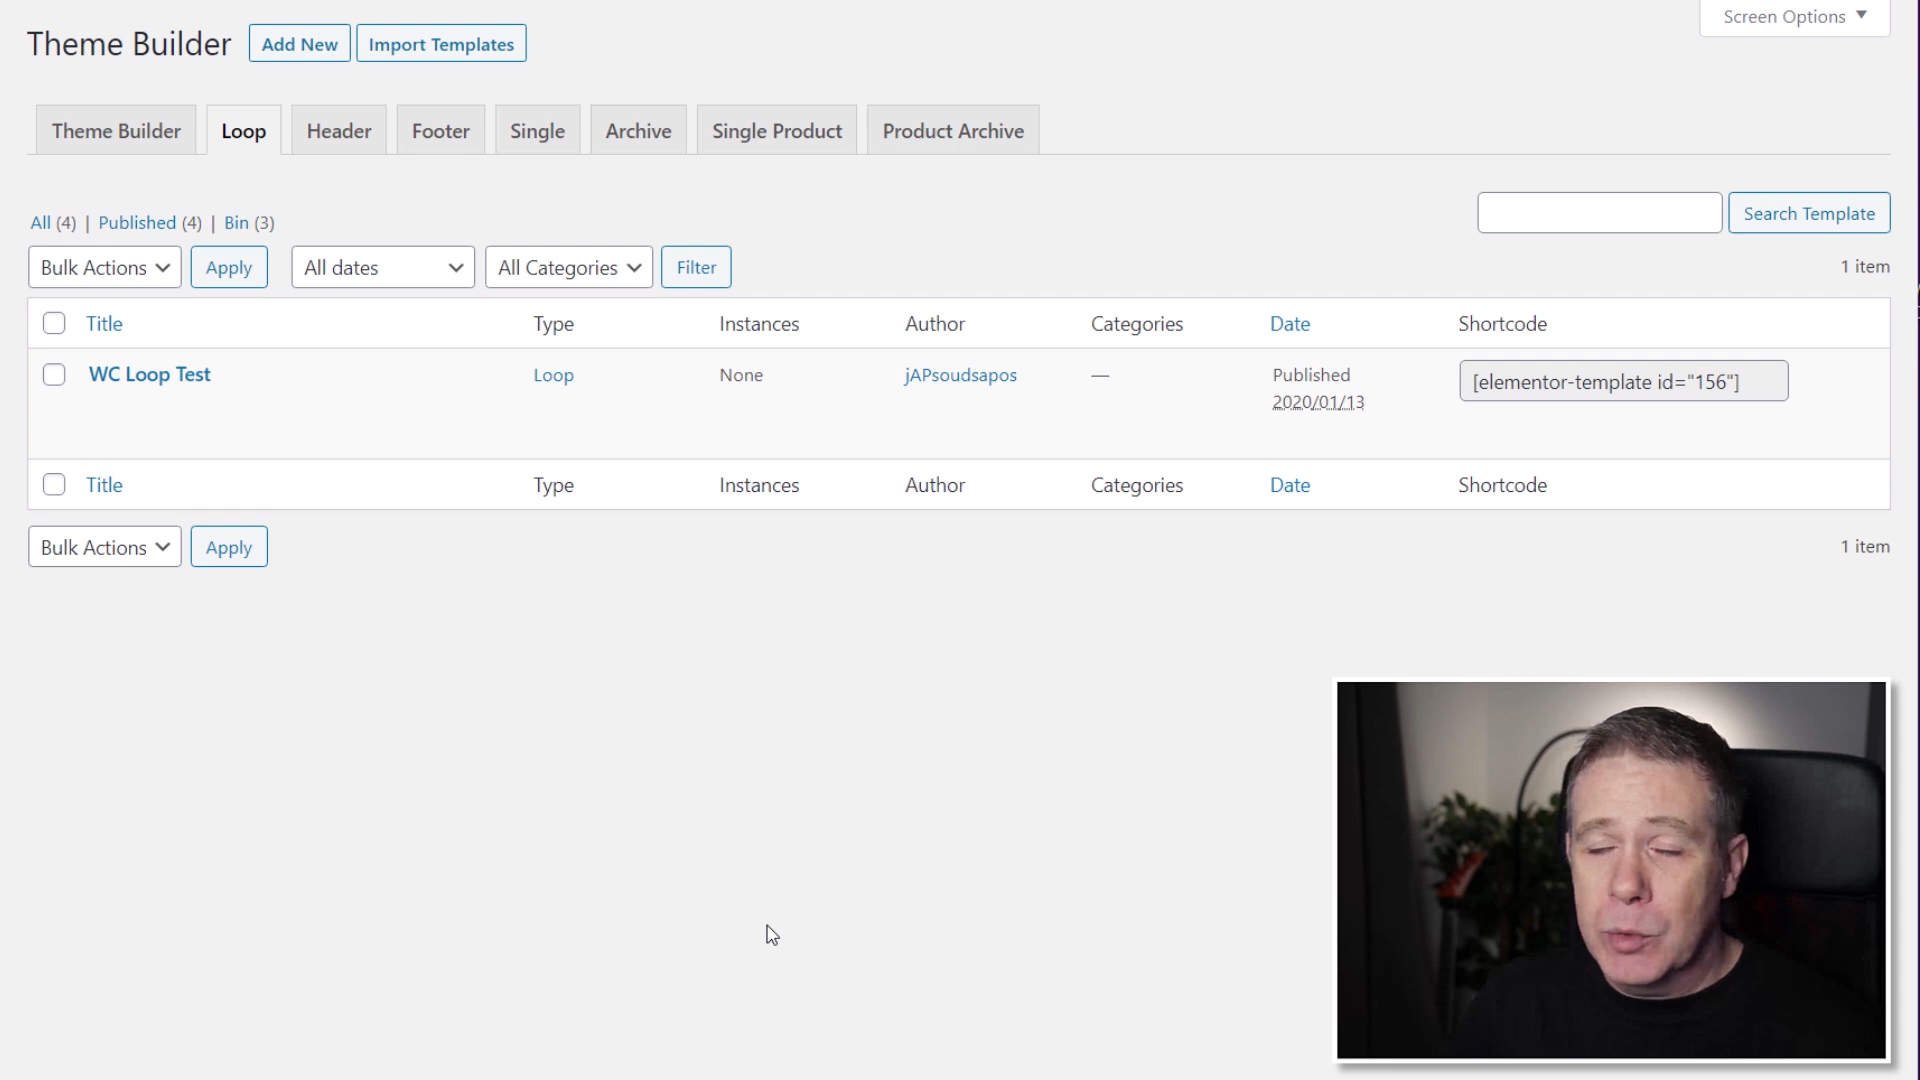 Screen Options ▼
Theme Builder Add New Import Templates
Theme Builder Loop Header Footer Single Archive Single Product Product Archive
All (4) | Published (4) | Bin (3)
Search Template
Bulk Actions Apply All dates All Categories Filter
1 item
Title Type Instances Author Categories Date Shortcode
WC Loop Test Loop None jAPsoudsapos — Published [elementor-template id="156"]
2020/01/13
Title Type Instances Author Categories Date Shortcode
Bulk Actions Apply
1 item